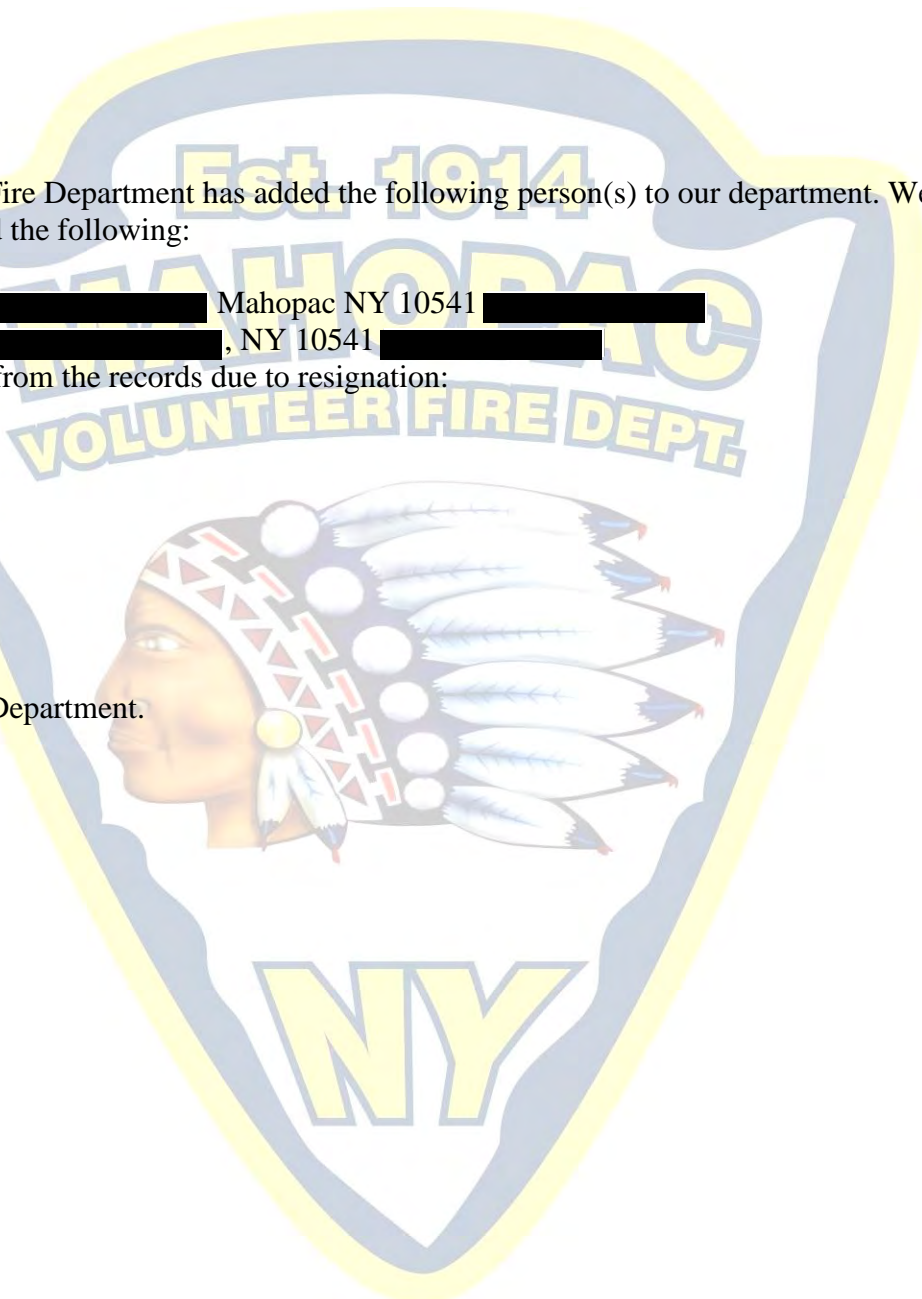 Est. 1914
Fire Department has added the following person(s) to our department. We
the following:
MAHOPAC
Mahopac NY 10541
, NY 10541
from the records due to resignation:
VOLUNTEER FIRE DEPT.
Department.
NY